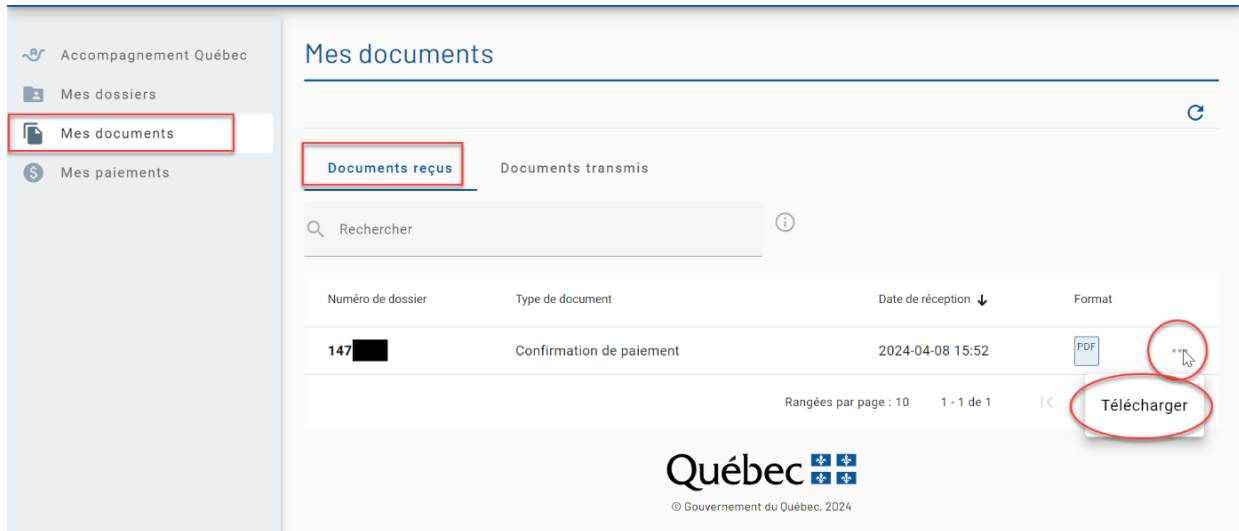 Accompagnement Québec
Mes dossiers
Mes documents
Mes paiements
Mes documents
Documents reçus Documents transmis
Rechercher
Numéro de dossier Type de document Date de réception Format
147 Confirmation de paiement 2024-04-08 15:52 PDF
Rangées par page : 10 1 - 1 de 1
Télécharger
Québec
© Gouvernement du Québec, 2024